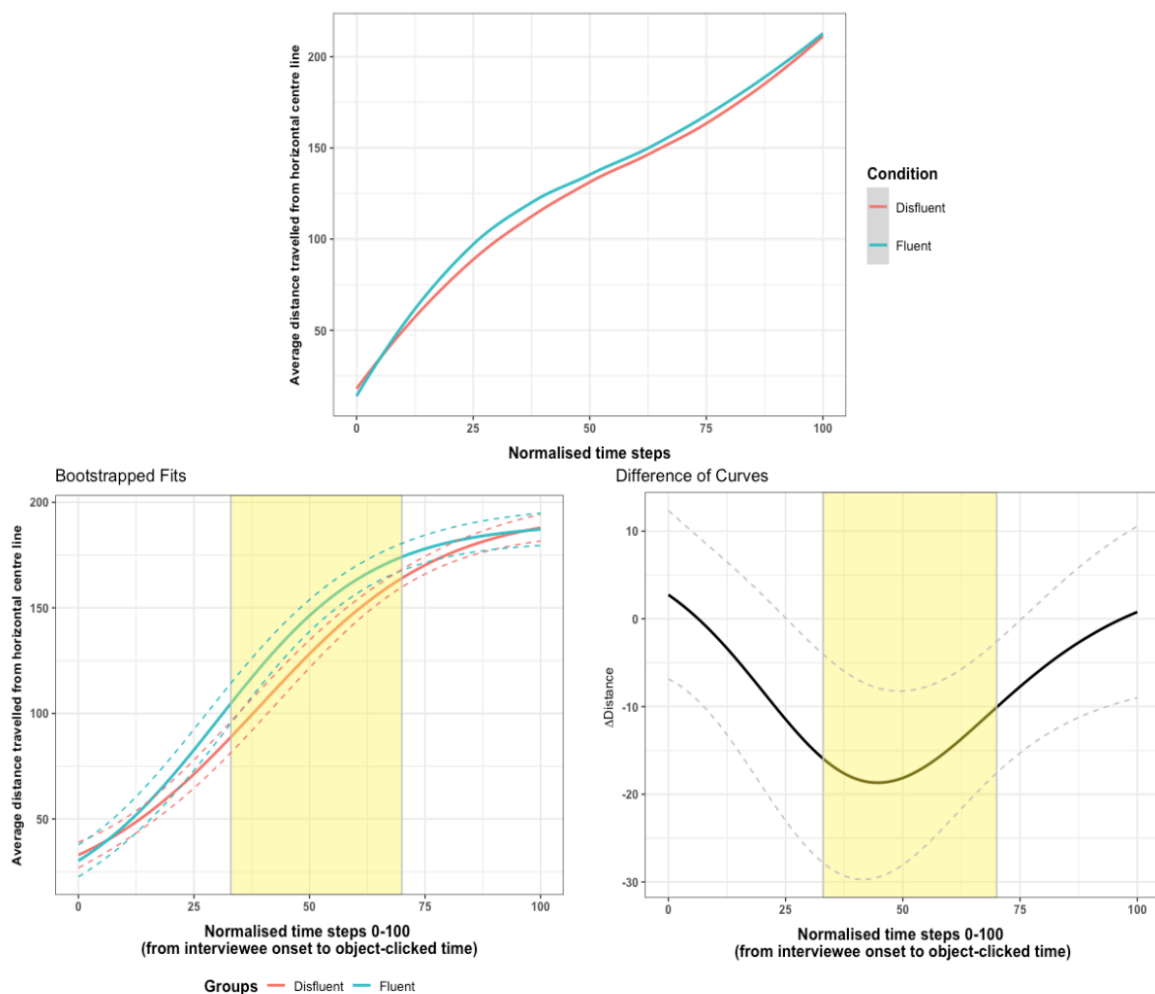 Average distance travelled from horizontal centre line
200
150
100
50
0
25
50
75
100
Normalised time steps
Condition
Disfluent
Fluent
Bootstrapped Fits
Average distance travelled from horizontal centre line
200
150
100
50
0
25
50
75
100
Normalised time steps 0-100
(from interviewee onset to object-clicked time)
Groups Disfluent Fluent
Difference of Curves
ΔDistance
10
0
-10
-20
-30
0
25
50
75
100
Normalised time steps 0-100
(from interviewee onset to object-clicked time)